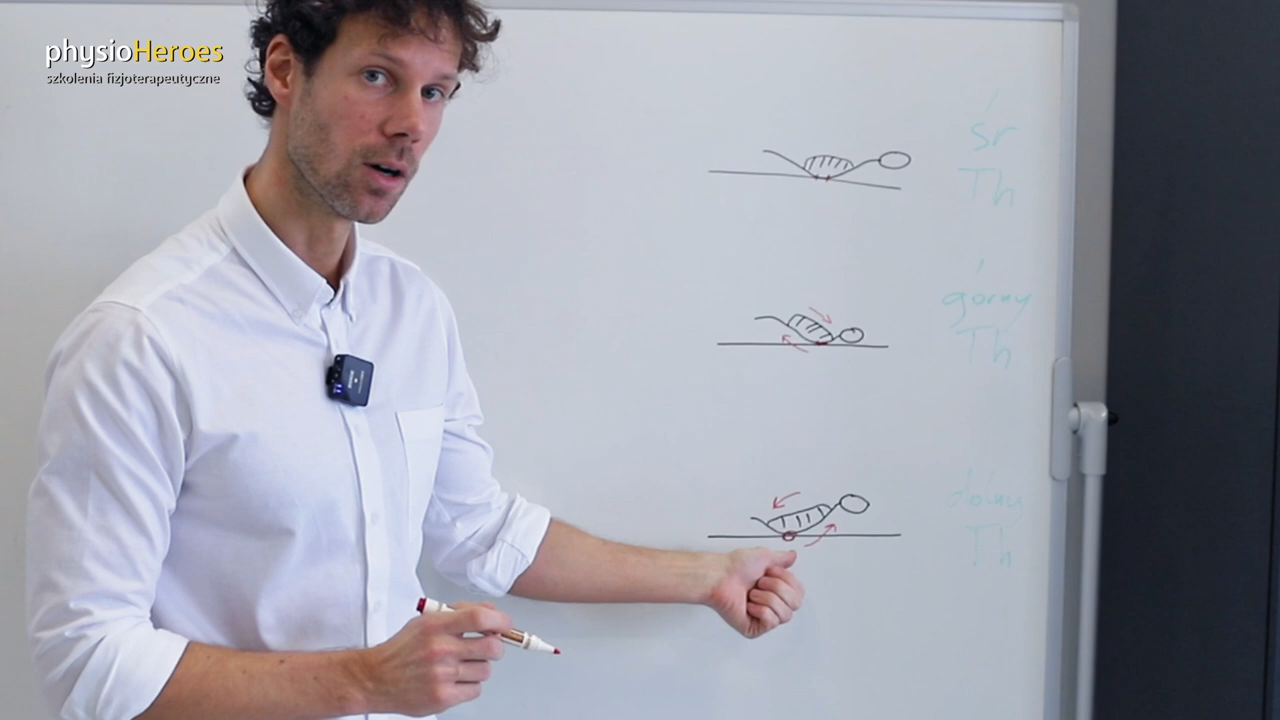 physioHeroes
szkolenia fizjoterapeutyczne
śr
Th
górny
Th
dolny
Th